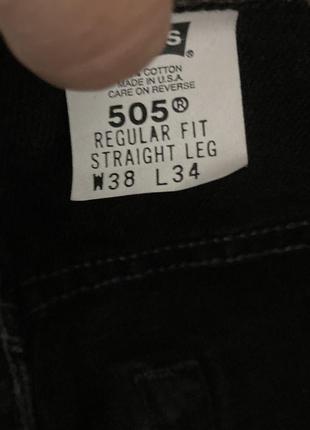 S ®
COTTON
MADE IN U.S.A.
CARE ON REVERSE
505®
REGULAR FIT
STRAIGHT LEG
W38 L34